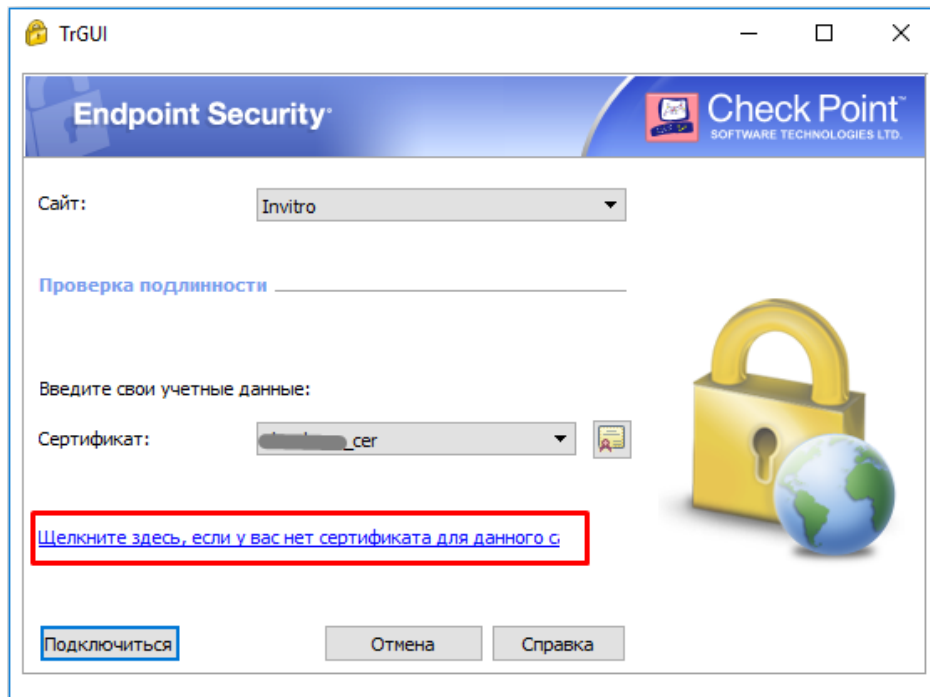 TrGUI
Endpoint Security
Check Point™
SOFTWARE TECHNOLOGIES LTD.
Сайт: Invitro
Проверка подлинности
Введите свои учетные данные:
Сертификат: _cer
Щелкните здесь, если у вас нет сертификата для данного
Подключиться Отмена Справка